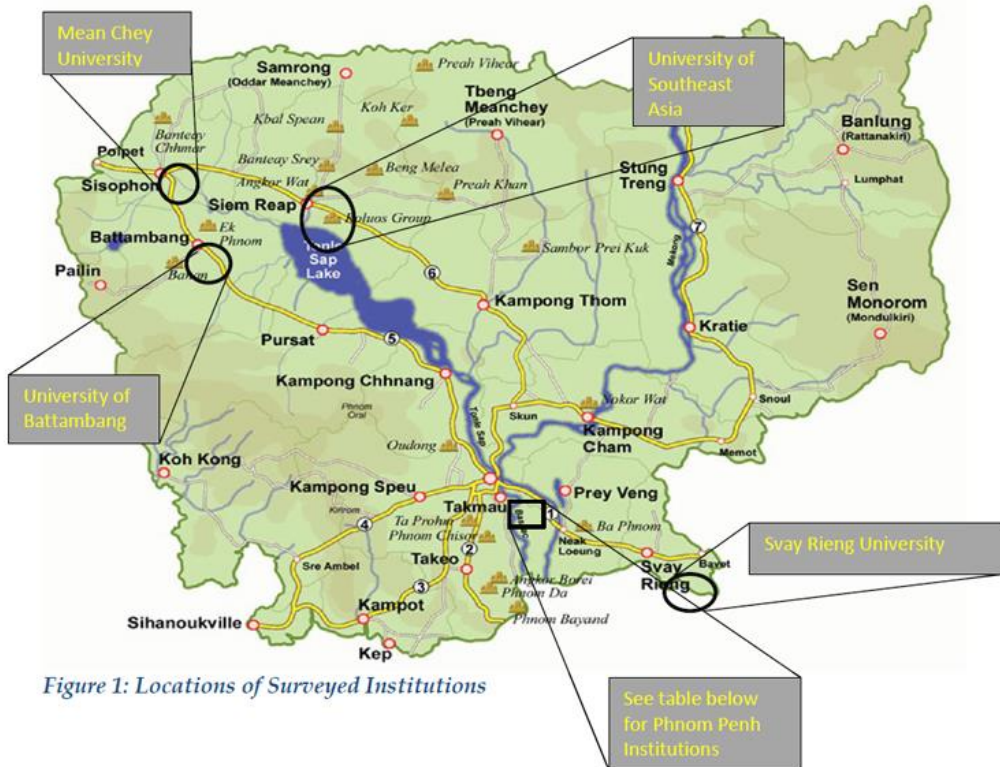 Mean Chey
University
University of
Southeast
Asia
Samrong
(Oddar Meanchey)
Preah Vihear
Koh Ker
Kbal Spean
Tbeng
Meanchey
(Preah Vihear)
Banlung
(Rattanakiri)
Lumphat
Banteay
Chhmar
Poipet
Sisophon
Banteay Srey
Beng Melea
Angkor Wat
Preah Khan
Siem Reap
Roluos Group
Stung
Treng
7
Mekong
Ek
Phnom
Battambang
Banan
Pailin
Tonle
Sap
Lake
Sambor Prei Kuk
6
Kampong Thom
Sen
Monorom
(Mondulkiri)
Kratie
Pursat
5
Kampong Chhnang
University of
Battambang
Phnom
Oral
Tonle Sap
Skun
Nokor Wat
Kampong
Cham
Snoul
Memot
Oudong
Koh Kong
Kampong Speu
Kirirom
4
Takmau
Prey Veng
1
Bassac
Ta Prohm
Phnom Chisor
Ba Phnom
Neak
Loeung
2
Takeo
Svay
Rieng
Bavet
Svay Rieng University
Sre Ambel
3
Angkor Borei
Phnom Da
Phnom Bayand
Kampot
Sihanoukville
Kep
Figure 1: Locations of Surveyed Institutions
See table below
for Phnom Penh
Institutions